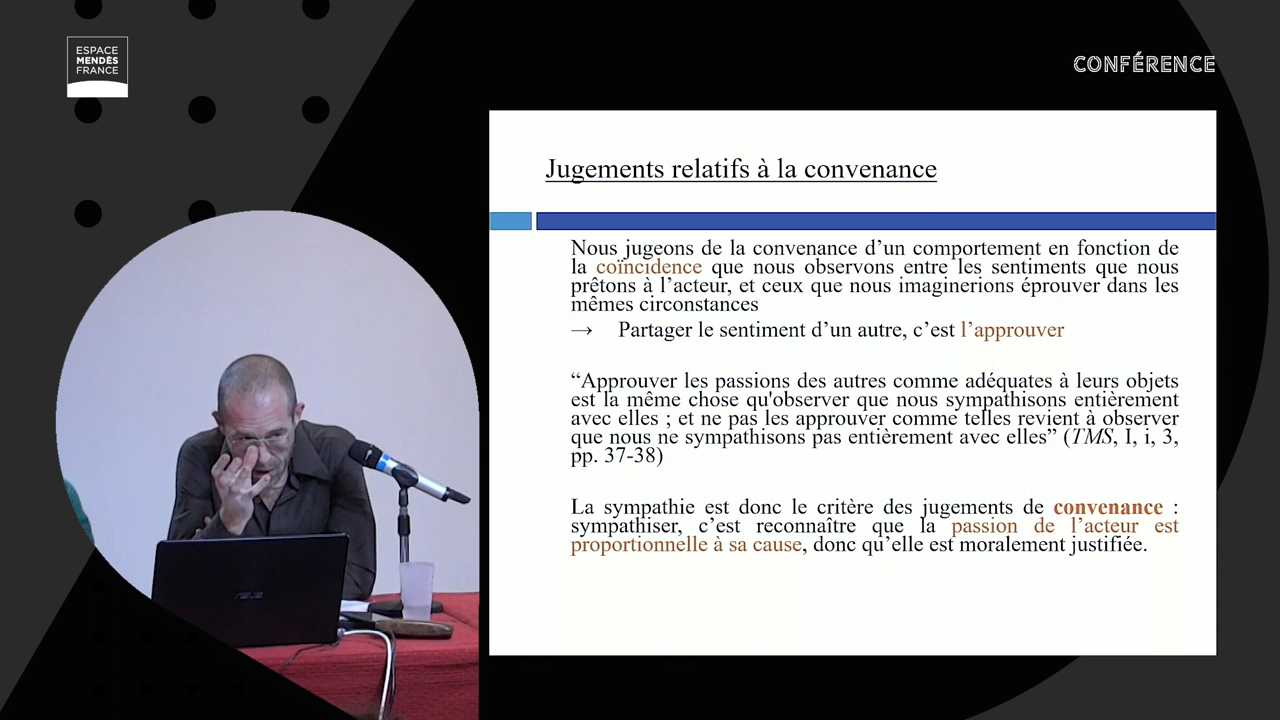 ESPACE
MENDÈS
FRANCE
CONFÉRENCE
Jugements relatifs à la convenance
Nous jugeons de la convenance d’un comportement en fonction de
la coïncidence que nous observons entre les sentiments que nous
prêtons à l’acteur, et ceux que nous imaginerions éprouver dans les
mêmes circonstances
→ Partager le sentiment d’un autre, c’est l’approuver
“Approuver les passions des autres comme adéquates à leurs objets
est la même chose qu'observer que nous sympathisons entièrement
avec elles ; et ne pas les approuver comme telles revient à observer
que nous ne sympathisons pas entièrement avec elles” (TMS, I, i, 3,
pp. 37-38)
La sympathie est donc le critère des jugements de convenance :
sympathiser, c’est reconnaître que la passion de l’acteur est
proportionnelle à sa cause, donc qu’elle est moralement justifiée.
ASUS